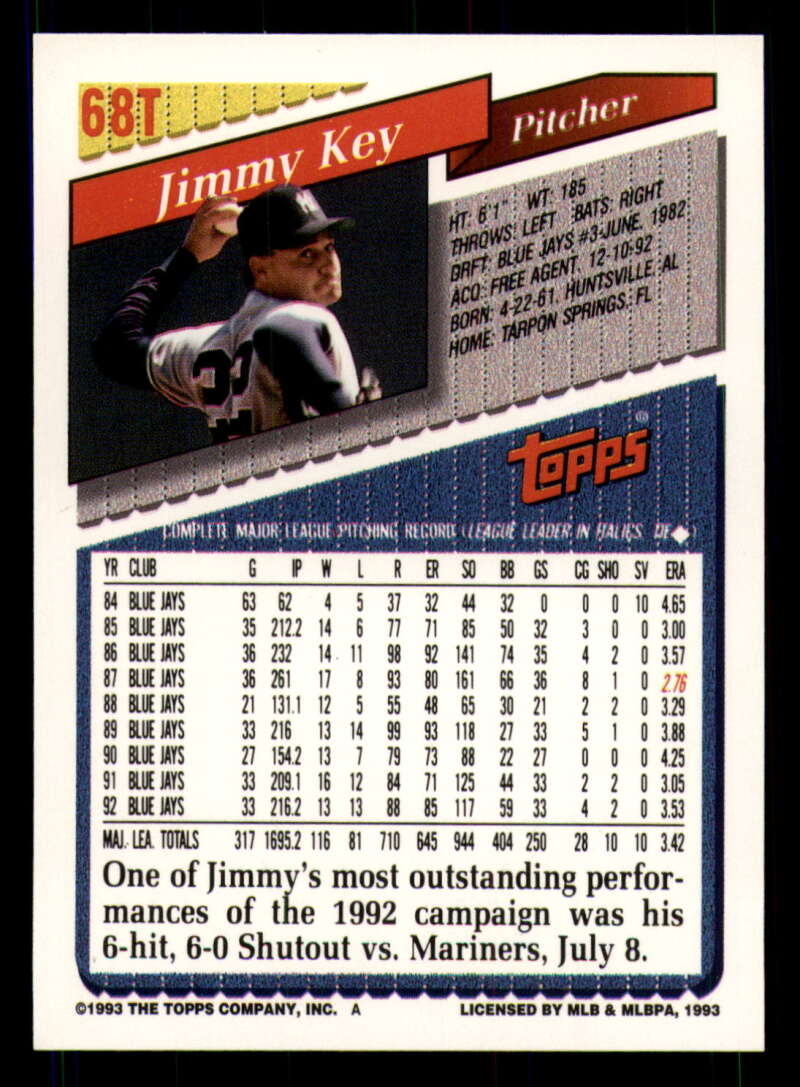 68T
Jimmy Key
Pitcher
HT: 6'1" WT: 185
THROWS: LEFT BATS: RIGHT
DRFT: BLUE JAYS #3-JUNE, 1982
ACQ: FREE AGENT, 12-10-92
BORN: 4-22-61, HUNTSVILLE, AL
HOME: TARPON SPRINGS, FL
43
TOPPS®
COMPLETE MAJOR LEAGUE PITCHING RECORD (LEAGUE LEADER IN ITALICS, TIE ◆)
YR CLUB G IP W L R ER SO BB GS CG SHO SV ERA
84 BLUE JAYS 63 62 4 5 37 32 44 32 0 0 0 10 4.65
85 BLUE JAYS 35 212.2 14 6 77 71 85 50 32 3 0 0 3.00
86 BLUE JAYS 36 232 14 11 98 92 141 74 35 4 2 0 3.57
87 BLUE JAYS 36 261 17 8 93 80 161 66 36 8 1 0 2.76
88 BLUE JAYS 21 131.1 12 5 55 48 65 30 21 2 2 0 3.29
89 BLUE JAYS 33 216 13 14 99 93 118 27 33 5 1 0 3.88
90 BLUE JAYS 27 154.2 13 7 79 73 88 22 27 0 0 0 4.25
91 BLUE JAYS 33 209.1 16 12 84 71 125 44 33 2 2 0 3.05
92 BLUE JAYS 33 216.2 13 13 88 85 117 59 33 4 2 0 3.53
MAJ. LEA. TOTALS 317 1695.2 116 81 710 645 944 404 250 28 10 10 3.42
One of Jimmy's most outstanding perfor-
mances of the 1992 campaign was his
6-hit, 6-0 Shutout vs. Mariners, July 8.
©1993 THE TOPPS COMPANY, INC. A LICENSED BY MLB & MLBPA, 1993